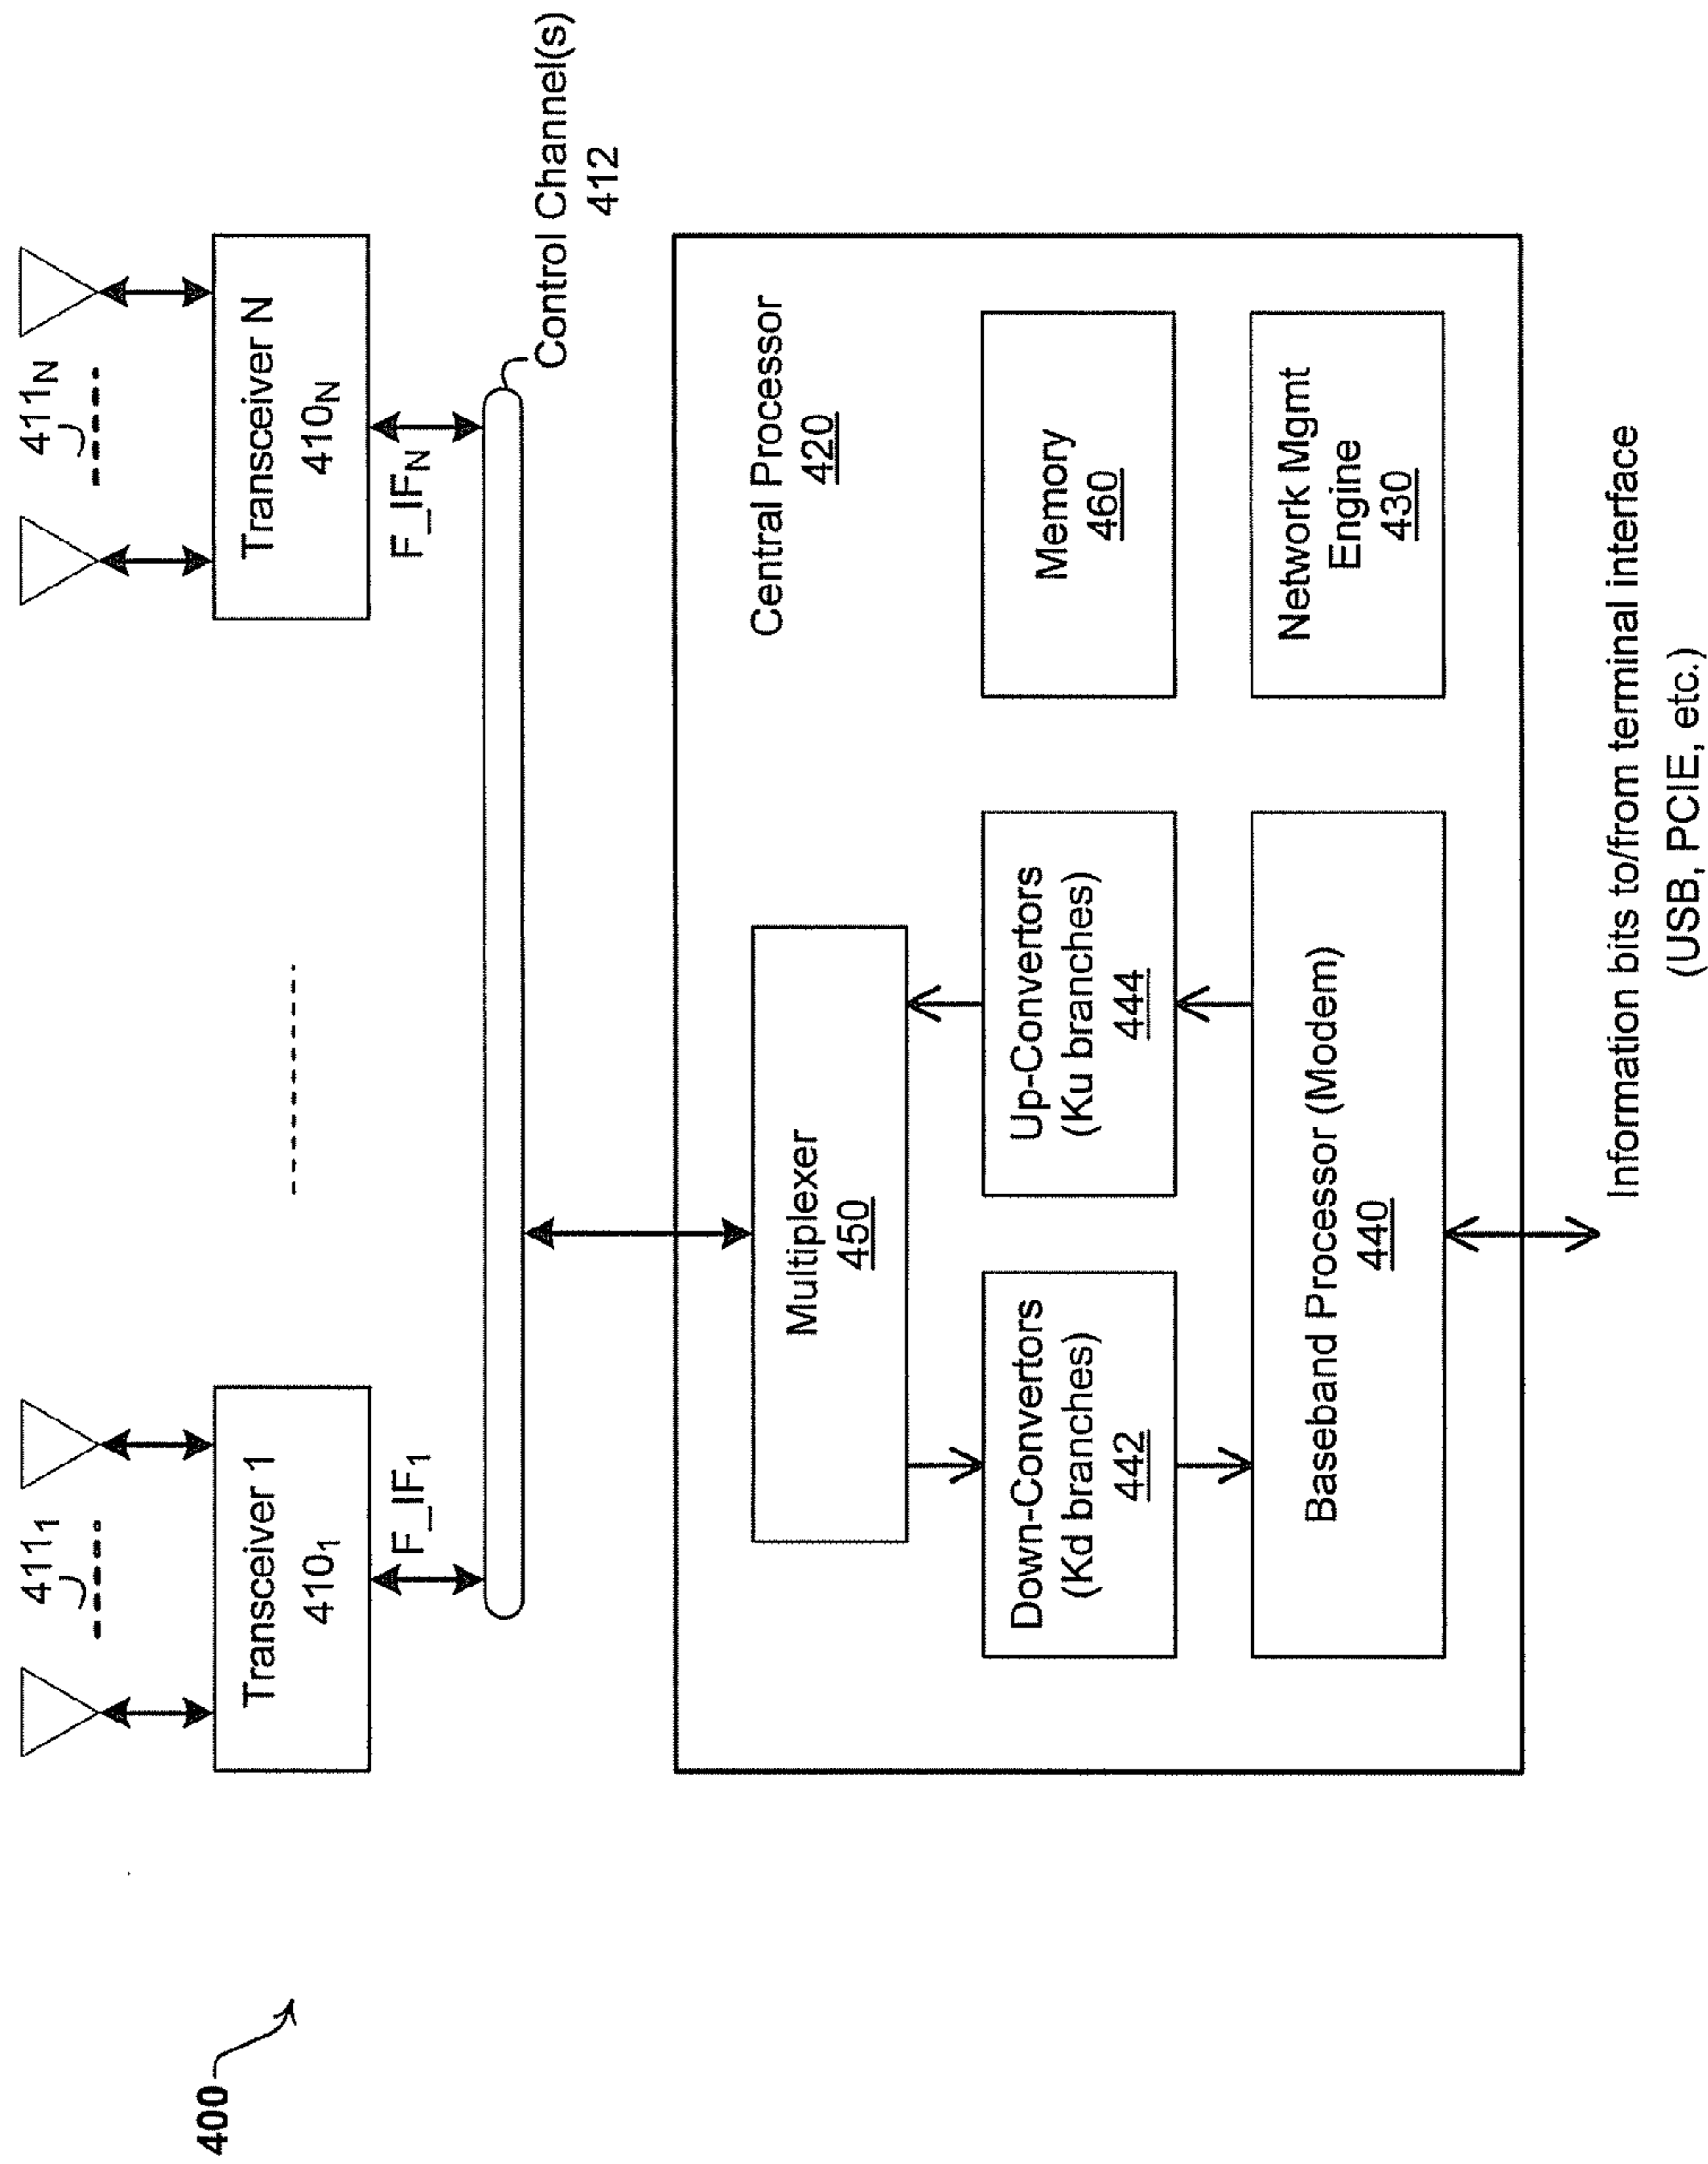 400
411₁
411N
Transceiver 1
410₁
Transceiver N
410N
F_IF₁
F_IFN
Control Channel(s)
412
Central Processor
420
Multiplexer
450
Down-Convertors
(Kd branches)
442
Up-Convertors
(Ku branches)
444
Memory
460
Baseband Processor (Modem)
440
Network Mgmt
Engine
430
Information bits to/from terminal interface
(USB, PCIE, etc.)